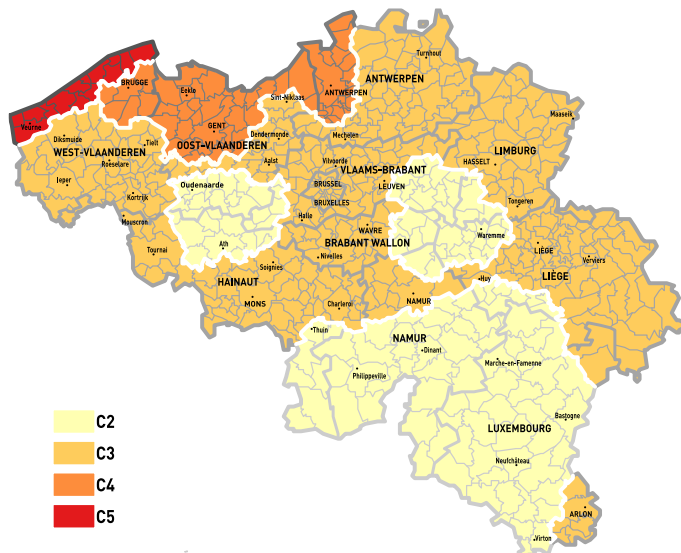 Turnhout
ANTWERPEN
BRUGGE
Eeklo
ANTWERPEN
Sint-Niklaas
Maaseik
Veurne
GENT
Dendermonde
Mechelen
Diksmuide
Tielt
OOST-VLAANDEREN
WEST-VLAANDEREN
Roeselare
Aalst
Vilvoorde
VLAAMS-BRABANT
HASSELT
LIMBURG
Ieper
Oudenaarde
BRUSSEL
LEUVEN
Kortrijk
BRUXELLES
Tongeren
Mouscron
Halle
WAVRE
Waremme
Tournai
Ath
BRABANT WALLON
LIÈGE
Nivelles
Verviers
Soignies
HAINAUT
LIÈGE
Huy
MONS
Charleroi
NAMUR
Thuin
NAMUR
Dinant
Marche-en-Famenne
Philippeville
Bastogne
C2
LUXEMBOURG
C3
Neufchâteau
C4
C5
ARLON
Virton